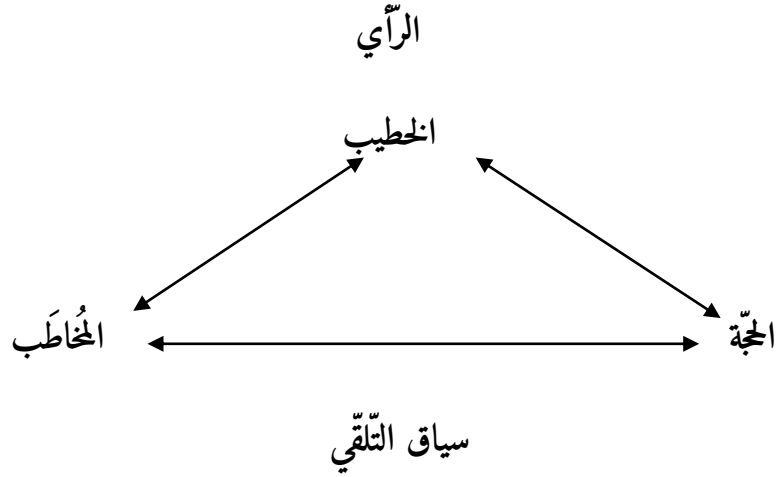 الرّأي
الخطيب
الحجّة
المُخاطَب
سياق التّلقّي